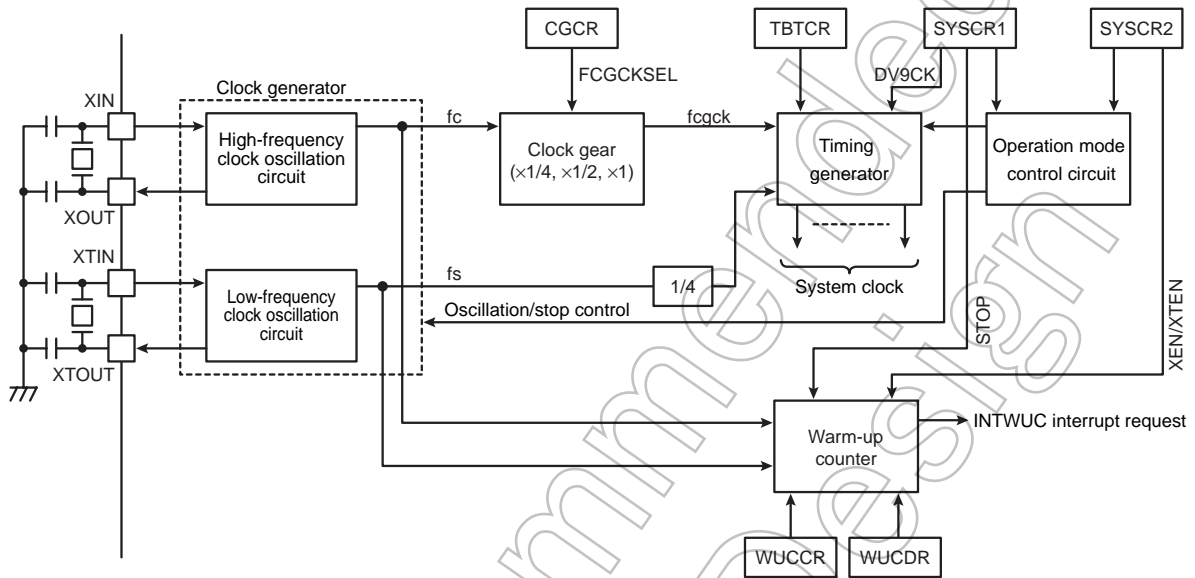 CGCR
TBTCR
SYSCR1
SYSCR2
FCGCKSEL
DV9CK
XIN
Clock generator
High-frequency
clock oscillation
circuit
fc
Clock gear
(×1/4, ×1/2, ×1)
fcgck
Timing
generator
Operation mode
control circuit
XOUT
XTIN
Low-frequency
clock oscillation
circuit
fs
1/4
System clock
Oscillation/stop control
STOP
XEN/XTEN
XTOUT
Warm-up
counter
INTWUC interrupt request
WUCCR
WUCDR
mmended
esign